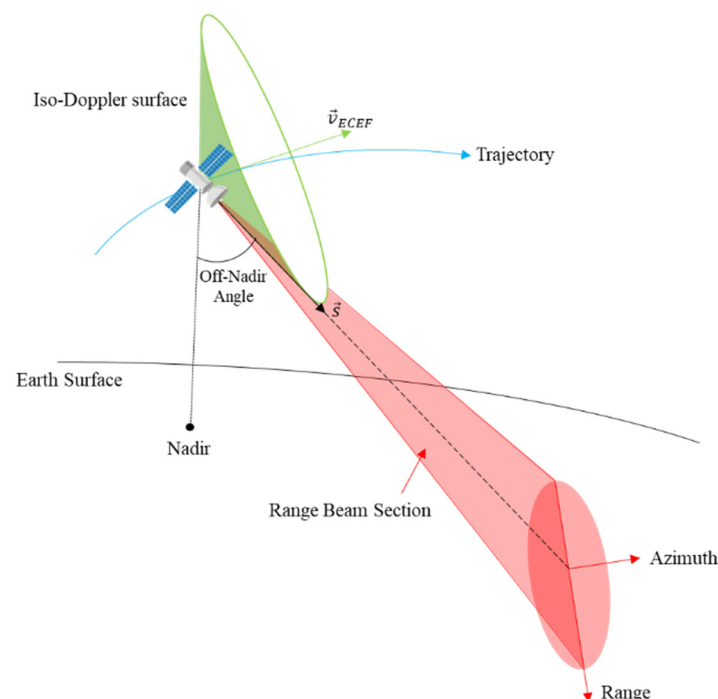 Iso-Doppler surface
v⃗ECEF
Trajectory
Off-Nadir
Angle
s⃗
Earth Surface
Nadir
Range Beam Section
Azimuth
Range